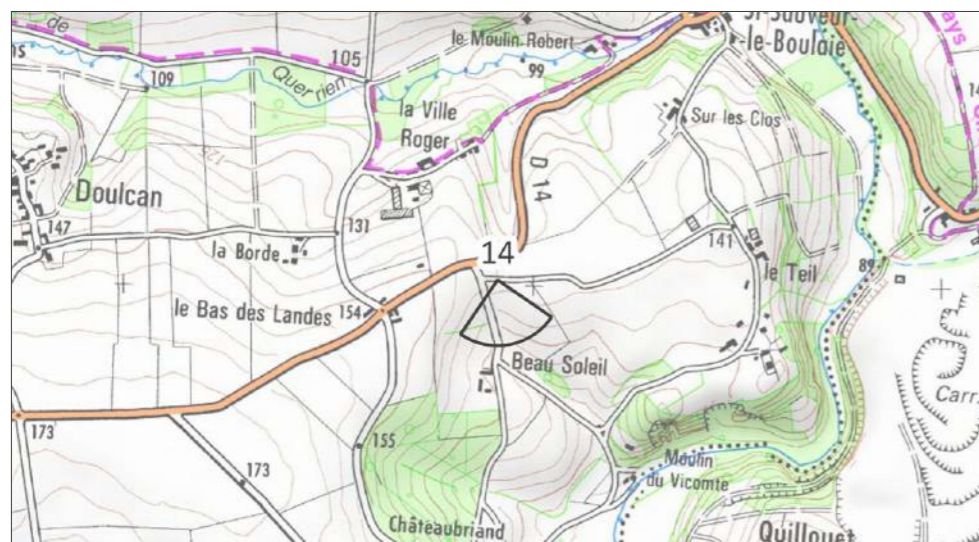 St-Sauveur-
le-Boulaie
le Moulin-Robert
de
105
99
109
Querrien
la Ville
Roger
Sur les Clos
Doulcan
D 14
147
131
la Borde
14
141
le Teil
89
le Bas des Landes
154
Beau Soleil
Carr.
173
155
173
Moulin
du Vicomte
Châteaubriand
Quillouet